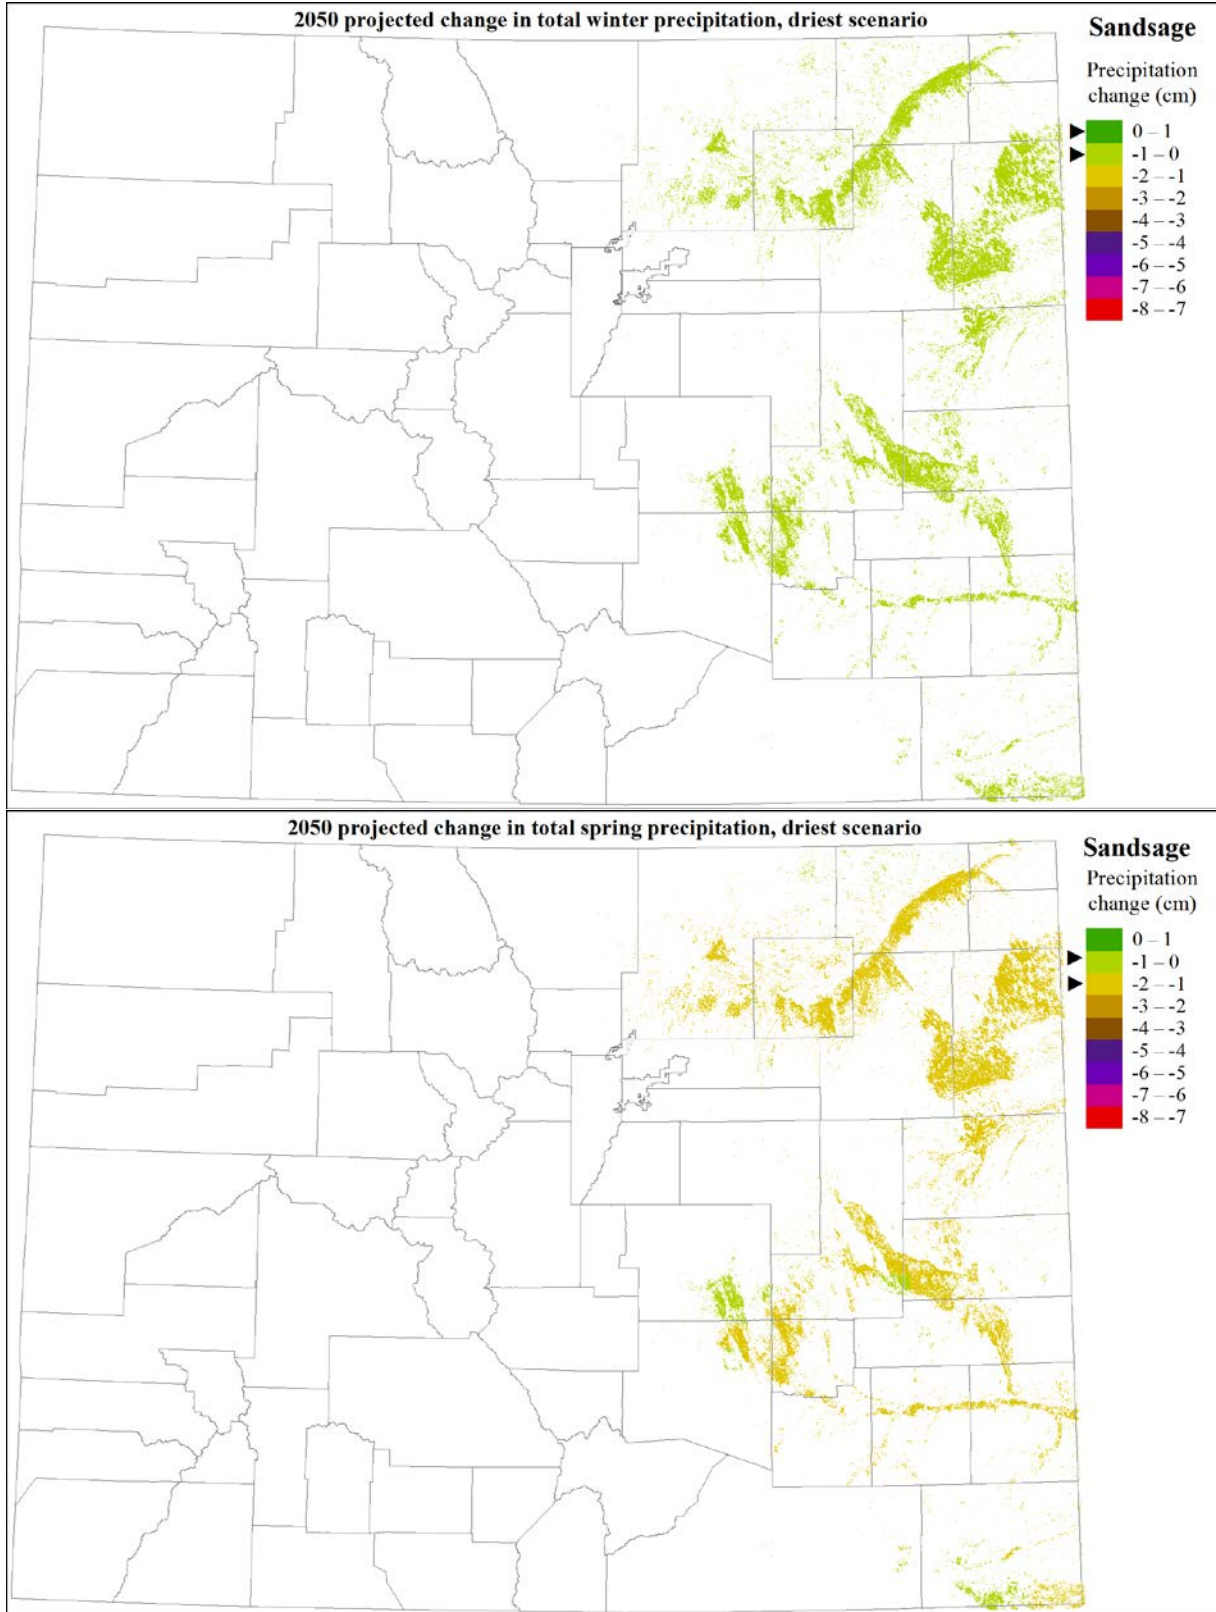 2050 projected change in total winter precipitation, driest scenario
Sandsage
Precipitation
change (cm)
0 – 1
-1 – 0
-2 – -1
-3 – -2
-4 – -3
-5 – -4
-6 – -5
-7 – -6
-8 – -7
2050 projected change in total spring precipitation, driest scenario
Sandsage
Precipitation
change (cm)
0 – 1
-1 – 0
-2 – -1
-3 – -2
-4 – -3
-5 – -4
-6 – -5
-7 – -6
-8 – -7